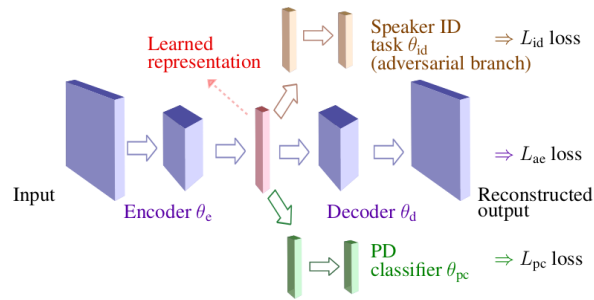 Speaker ID
task θid
(adversarial branch)
⇒ Lid loss
Learned
representation
⇒ Lae loss
Input
Encoder θe
Decoder θd
Reconstructed
output
PD
classifier θpc
⇒ Lpc loss